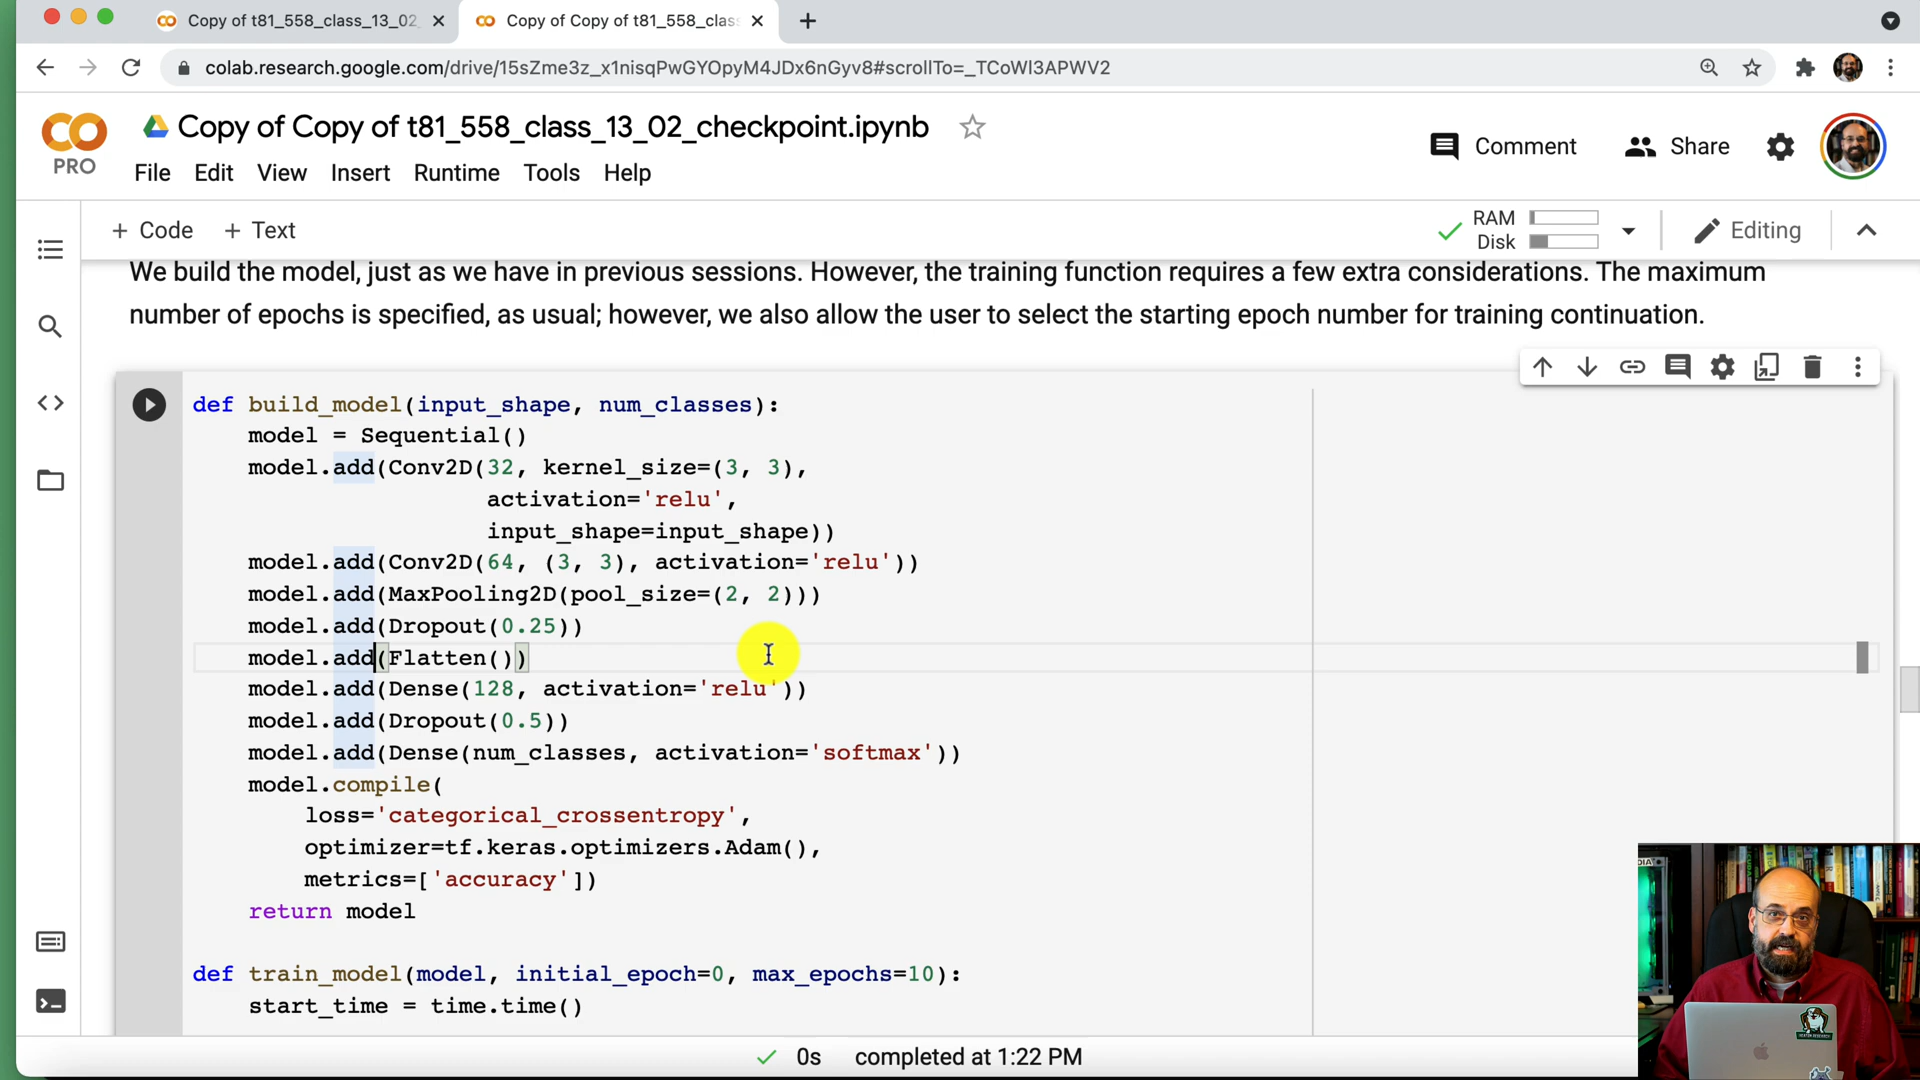 Copy of t81_558_class_13_02
Copy of Copy of t81_558_clas
colab.research.google.com/drive/15sZme3z_x1nisqPwGYOpyM4JDx6nGyv8#scrollTo=_TCoWl3APWV2
PRO
Copy of Copy of t81_558_class_13_02_checkpoint.ipynb
Comment
Share
File Edit View Insert Runtime Tools Help
+ Code + Text
RAM
Disk
Editing
We build the model, just as we have in previous sessions. However, the training function requires a few extra considerations. The maximum
number of epochs is specified, as usual; however, we also allow the user to select the starting epoch number for training continuation.
def build_model(input_shape, num_classes):
    model = Sequential()
    model.add(Conv2D(32, kernel_size=(3, 3),
                     activation='relu',
                     input_shape=input_shape))
    model.add(Conv2D(64, (3, 3), activation='relu'))
    model.add(MaxPooling2D(pool_size=(2, 2)))
    model.add(Dropout(0.25))
    model.add(Flatten())
    model.add(Dense(128, activation='relu'))
    model.add(Dropout(0.5))
    model.add(Dense(num_classes, activation='softmax'))
    model.compile(
        loss='categorical_crossentropy',
        optimizer=tf.keras.optimizers.Adam(),
        metrics=['accuracy'])
    return model
def train_model(model, initial_epoch=0, max_epochs=10):
    start_time = time.time()
0s completed at 1:22 PM